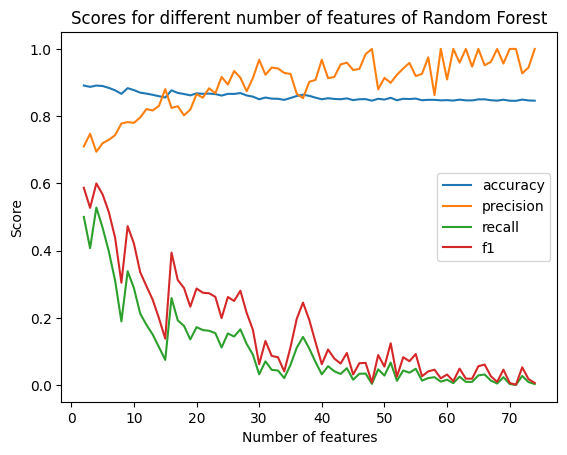 Scores for different number of features of Random Forest
1.0
0.8
0.6
0.4
0.2
0.0
Score
accuracy
precision
recall
f1
0 10 20 30 40 50 60 70
Number of features